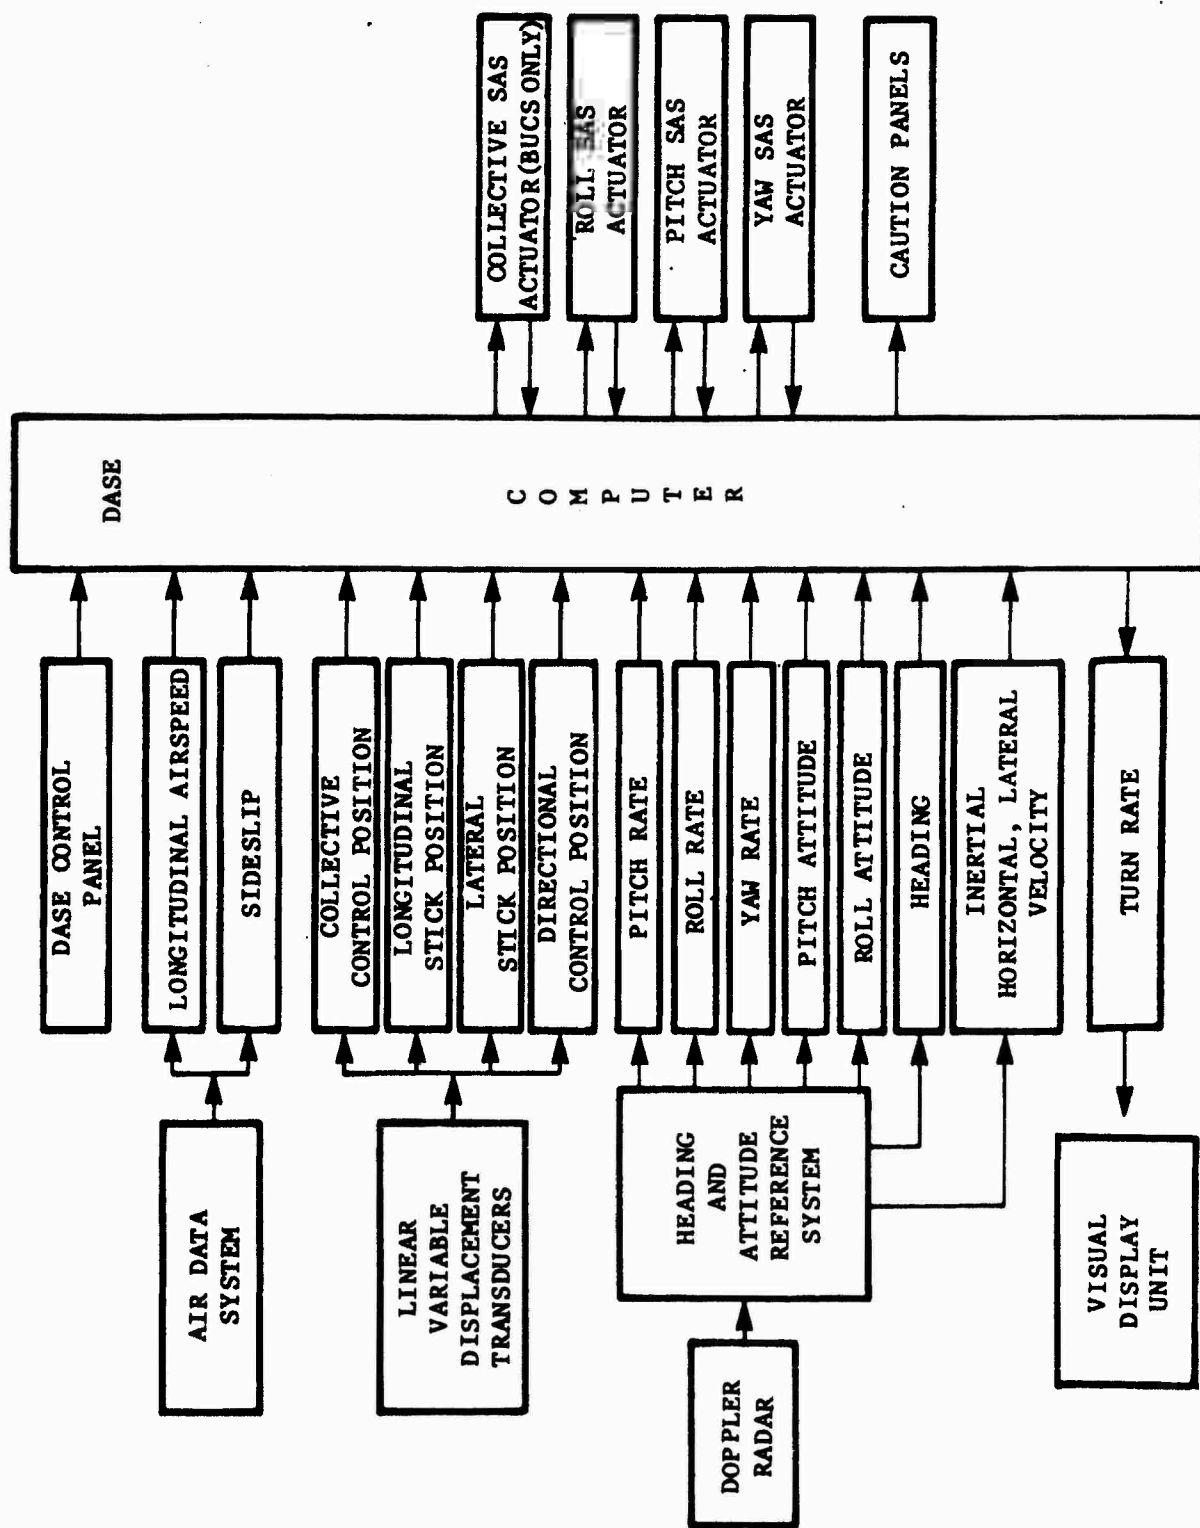 AIR DATA
SYSTEM
LINEAR
VARIABLE
DISPLACEMENT
TRANSDUCERS
DOPPLER
RADAR
HEADING
AND
ATTITUDE
REFERENCE
SYSTEM
VISUAL
DISPLAY
UNIT
DASE CONTROL
PANEL
LONGITUDINAL AIRSPEED
SIDESLIP
COLLECTIVE
CONTROL POSITION
LONGITUDINAL
STICK POSITION
LATERAL
STICK POSITION
DIRECTIONAL
CONTROL POSITION
PITCH RATE
ROLL RATE
YAW RATE
PITCH ATTITUDE
ROLL ATTITUDE
HEADING
INERTIAL
HORIZONTAL, LATERAL
VELOCITY
TURN RATE
DASE
COMPUTER
COLLECTIVE SAS
ACTUATOR(BUCS ONLY)
ROLL SAS
ACTUATOR
PITCH SAS
ACTUATOR
YAW SAS
ACTUATOR
CAUTION PANELS